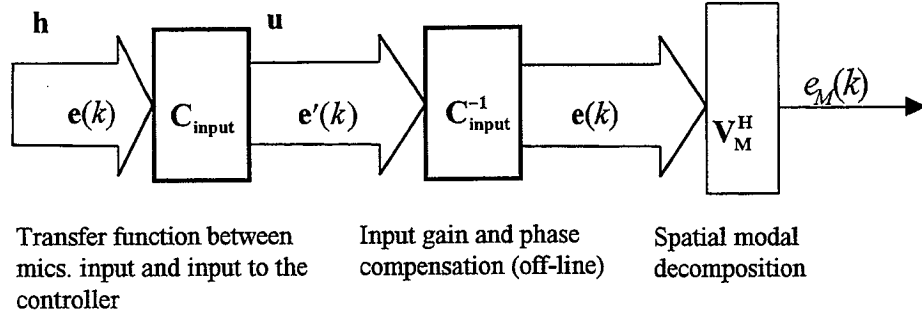 h
u
e(k)
C_input
e'(k)
C^{-1}_input
e(k)
V_M^H
e_M(k)
Transfer function between
mics. input and input to the
controller
Input gain and phase
compensation (off-line)
Spatial modal
decomposition